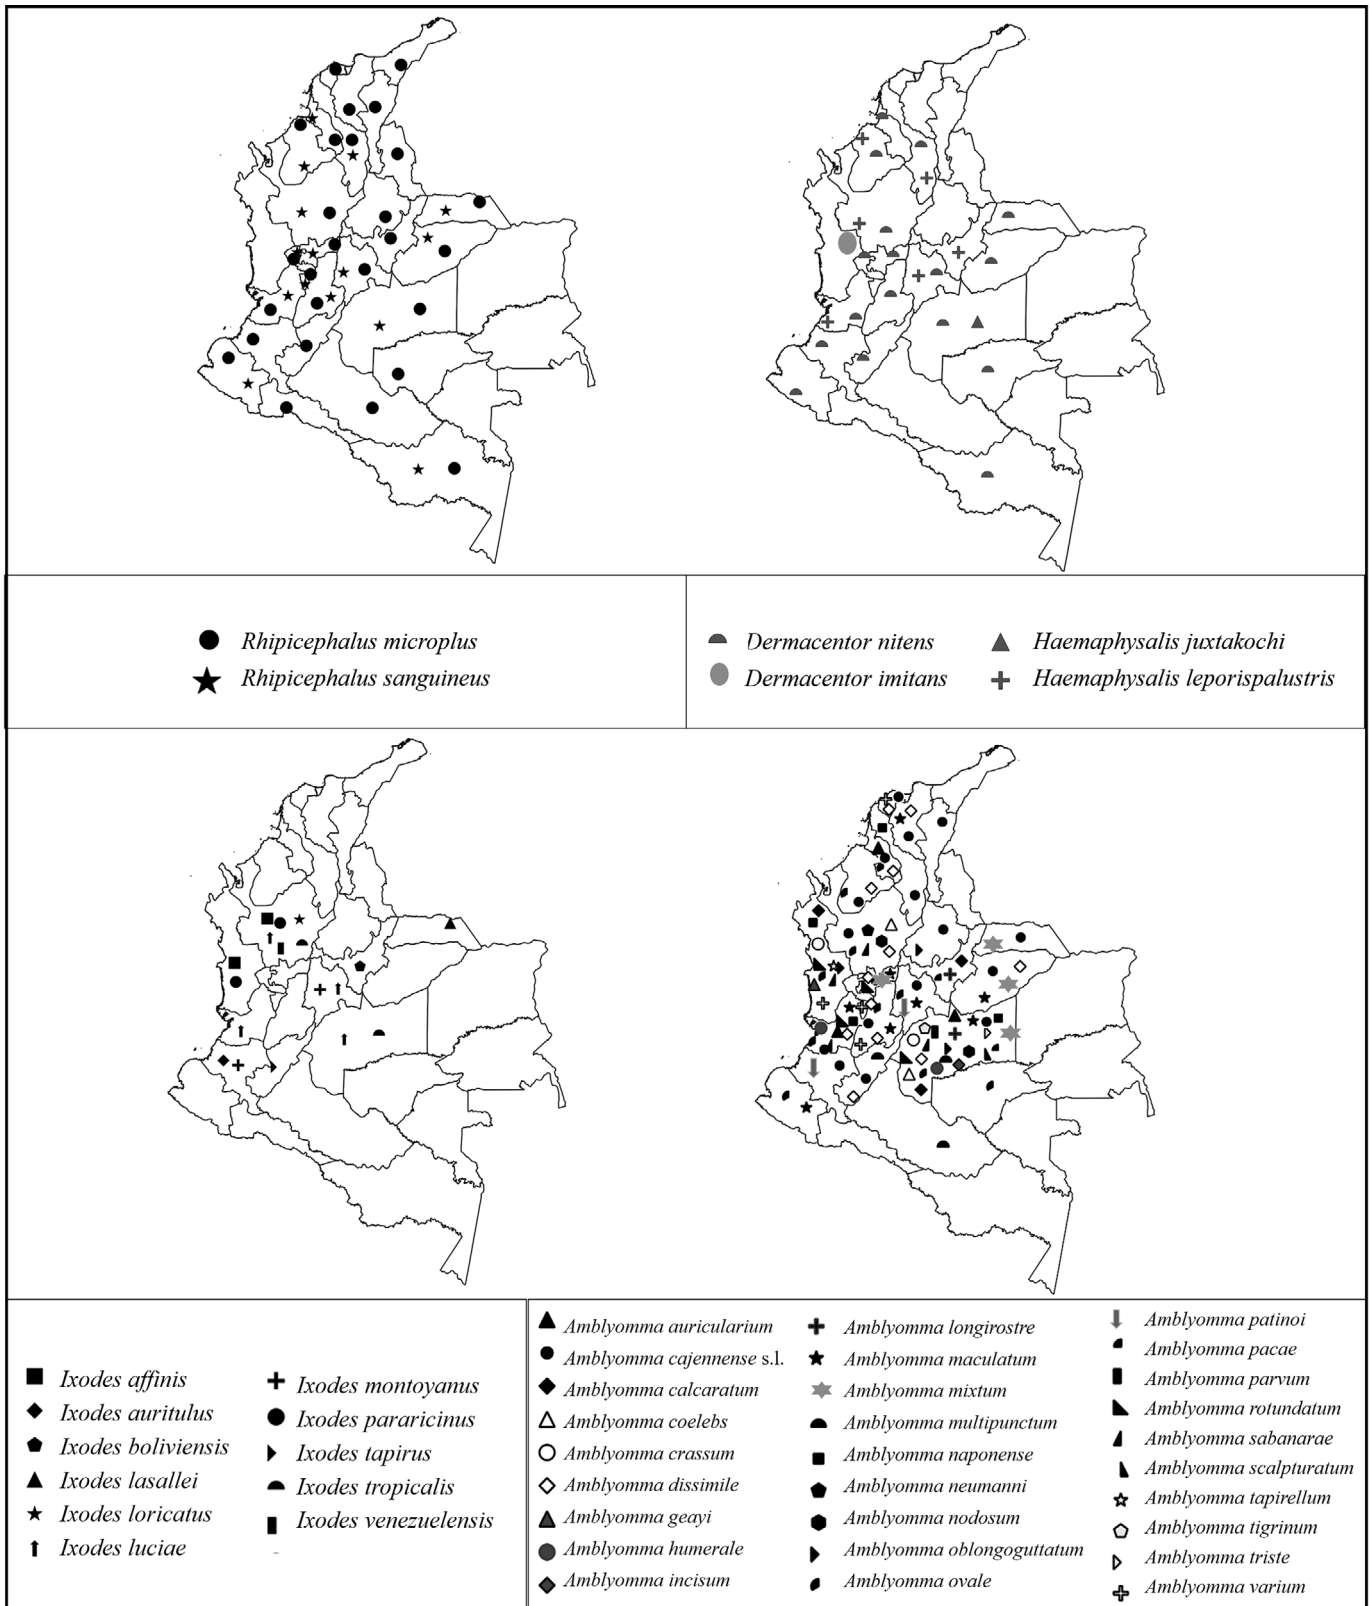 Rhipicephalus microplus
Rhipicephalus sanguineus
Dermacentor nitens
Dermacentor imitans
Haemaphysalis juxtakochi
Haemaphysalis leporispalustris
Ixodes affinis
Ixodes auritulus
Ixodes boliviensis
Ixodes lasallei
Ixodes loricatus
Ixodes luciae
Ixodes montoyanus
Ixodes pararicinus
Ixodes tapirus
Ixodes tropicalis
Ixodes venezuelensis
Amblyomma auricularium
Amblyomma cajennense s.l.
Amblyomma calcaratum
Amblyomma coelebs
Amblyomma crassum
Amblyomma dissimile
Amblyomma geayi
Amblyomma humerale
Amblyomma incisum
Amblyomma longirostre
Amblyomma maculatum
Amblyomma mixtum
Amblyomma multipunctum
Amblyomma naponense
Amblyomma neumanni
Amblyomma nodosum
Amblyomma oblongoguttatum
Amblyomma ovale
Amblyomma patinoi
Amblyomma pacae
Amblyomma parvum
Amblyomma rotundatum
Amblyomma sabanarae
Amblyomma scalpturatum
Amblyomma tapirellum
Amblyomma tigrinum
Amblyomma triste
Amblyomma varium